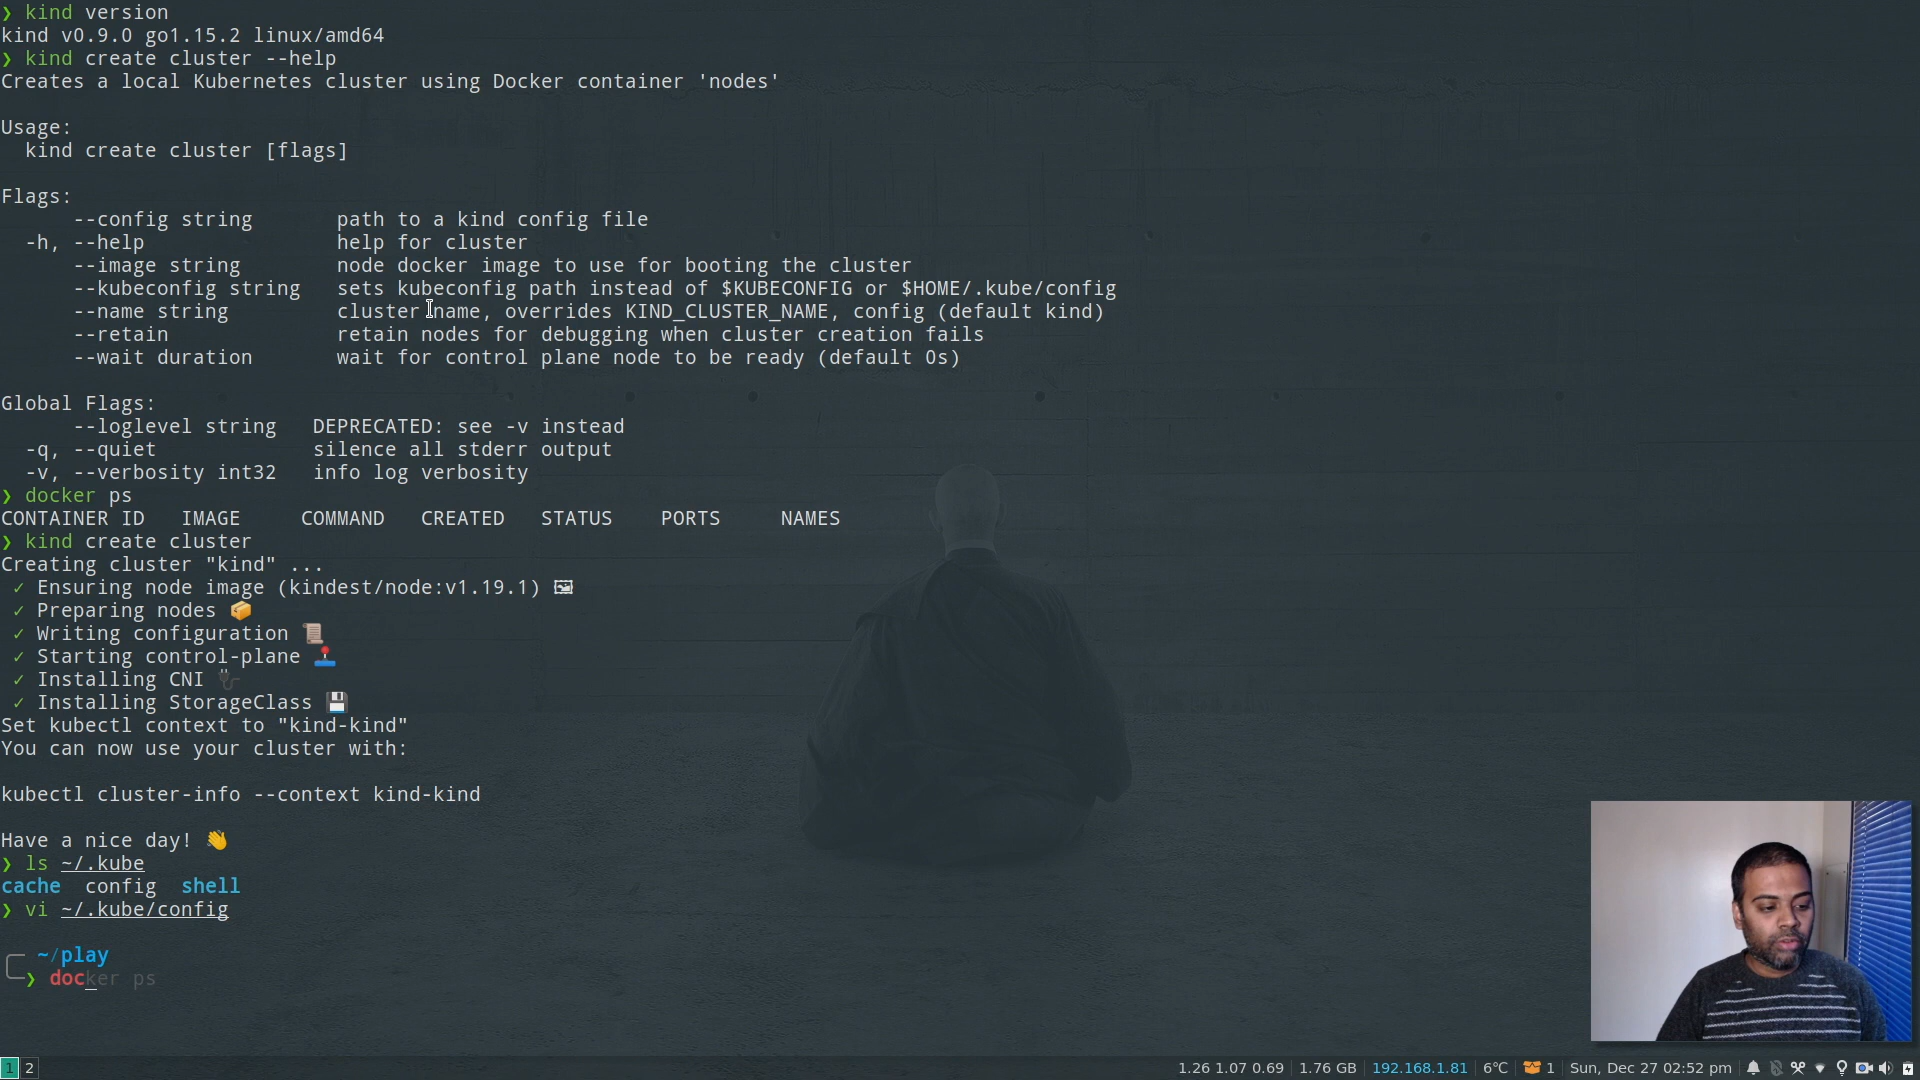 ❯ kind version
kind v0.9.0 go1.15.2 linux/amd64
❯ kind create cluster --help
Creates a local Kubernetes cluster using Docker container 'nodes'
Usage:
  kind create cluster [flags]
Flags:
      --config string       path to a kind config file
  -h, --help                help for cluster
      --image string        node docker image to use for booting the cluster
      --kubeconfig string   sets kubeconfig path instead of $KUBECONFIG or $HOME/.kube/config
      --name string         cluster name, overrides KIND_CLUSTER_NAME, config (default kind)
      --retain              retain nodes for debugging when cluster creation fails
      --wait duration       wait for control plane node to be ready (default 0s)
Global Flags:
      --loglevel string   DEPRECATED: see -v instead
  -q, --quiet             silence all stderr output
  -v, --verbosity int32   info log verbosity
❯ docker ps
CONTAINER ID   IMAGE     COMMAND   CREATED   STATUS    PORTS     NAMES
❯ kind create cluster
Creating cluster "kind" ...
 ✓ Ensuring node image (kindest/node:v1.19.1) 🖼
 ✓ Preparing nodes 📦
 ✓ Writing configuration 📜
 ✓ Starting control-plane 🕹️
 ✓ Installing CNI 🔌
 ✓ Installing StorageClass 💾
Set kubectl context to "kind-kind"
You can now use your cluster with:
kubectl cluster-info --context kind-kind
Have a nice day! 👋
❯ ls ~/.kube
cache  config  shell
❯ vi ~/.kube/config
~/play
❯ docker ps
1 2 1.26 1.07 0.69 1.76 GB 192.168.1.81 6°C 1 Sun, Dec 27 02:52 pm